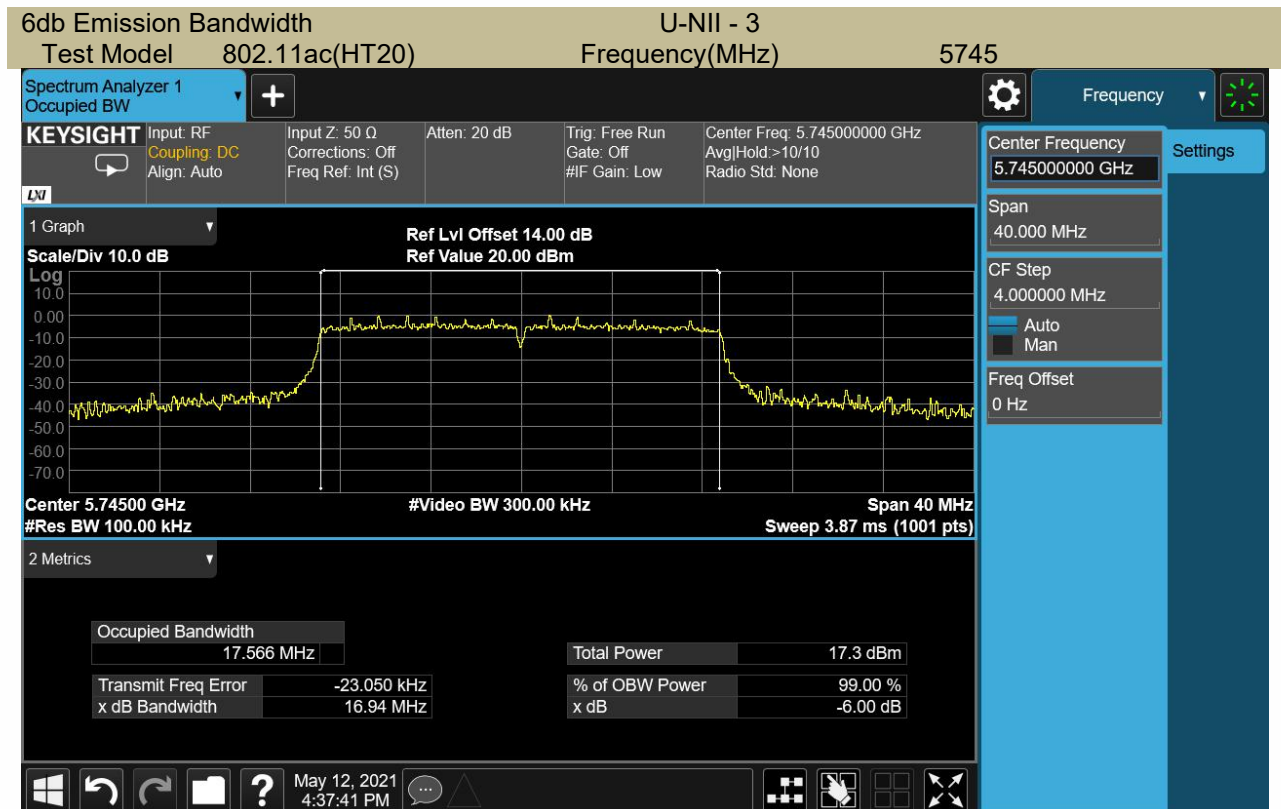 6db Emission Bandwidth U-NII - 3
Test Model 802.11ac(HT20) Frequency(MHz) 5745
Spectrum Analyzer 1
Occupied BW
+
Frequency
KEYSIGHT
LXI
Input: RF
Coupling: DC
Align: Auto
Input Z: 50 Ω
Corrections: Off
Freq Ref: Int (S)
Atten: 20 dB
Trig: Free Run
Gate: Off
#IF Gain: Low
Center Freq: 5.745000000 GHz
Avg|Hold:>10/10
Radio Std: None
Center Frequency
5.745000000 GHz
Settings
Span
40.000 MHz
CF Step
4.000000 MHz
Auto
Man
Freq Offset
0 Hz
1 Graph
Ref Lvl Offset 14.00 dB
Scale/Div 10.0 dB Ref Value 20.00 dBm
Log
10.0
0.00
-10.0
-20.0
-30.0
-40.0
-50.0
-60.0
-70.0
Center 5.74500 GHz #Video BW 300.00 kHz Span 40 MHz
#Res BW 100.00 kHz Sweep 3.87 ms (1001 pts)
2 Metrics
Occupied Bandwidth
17.566 MHz Total Power 17.3 dBm
Transmit Freq Error -23.050 kHz % of OBW Power 99.00 %
x dB Bandwidth 16.94 MHz x dB -6.00 dB
?
May 12, 2021
4:37:41 PM